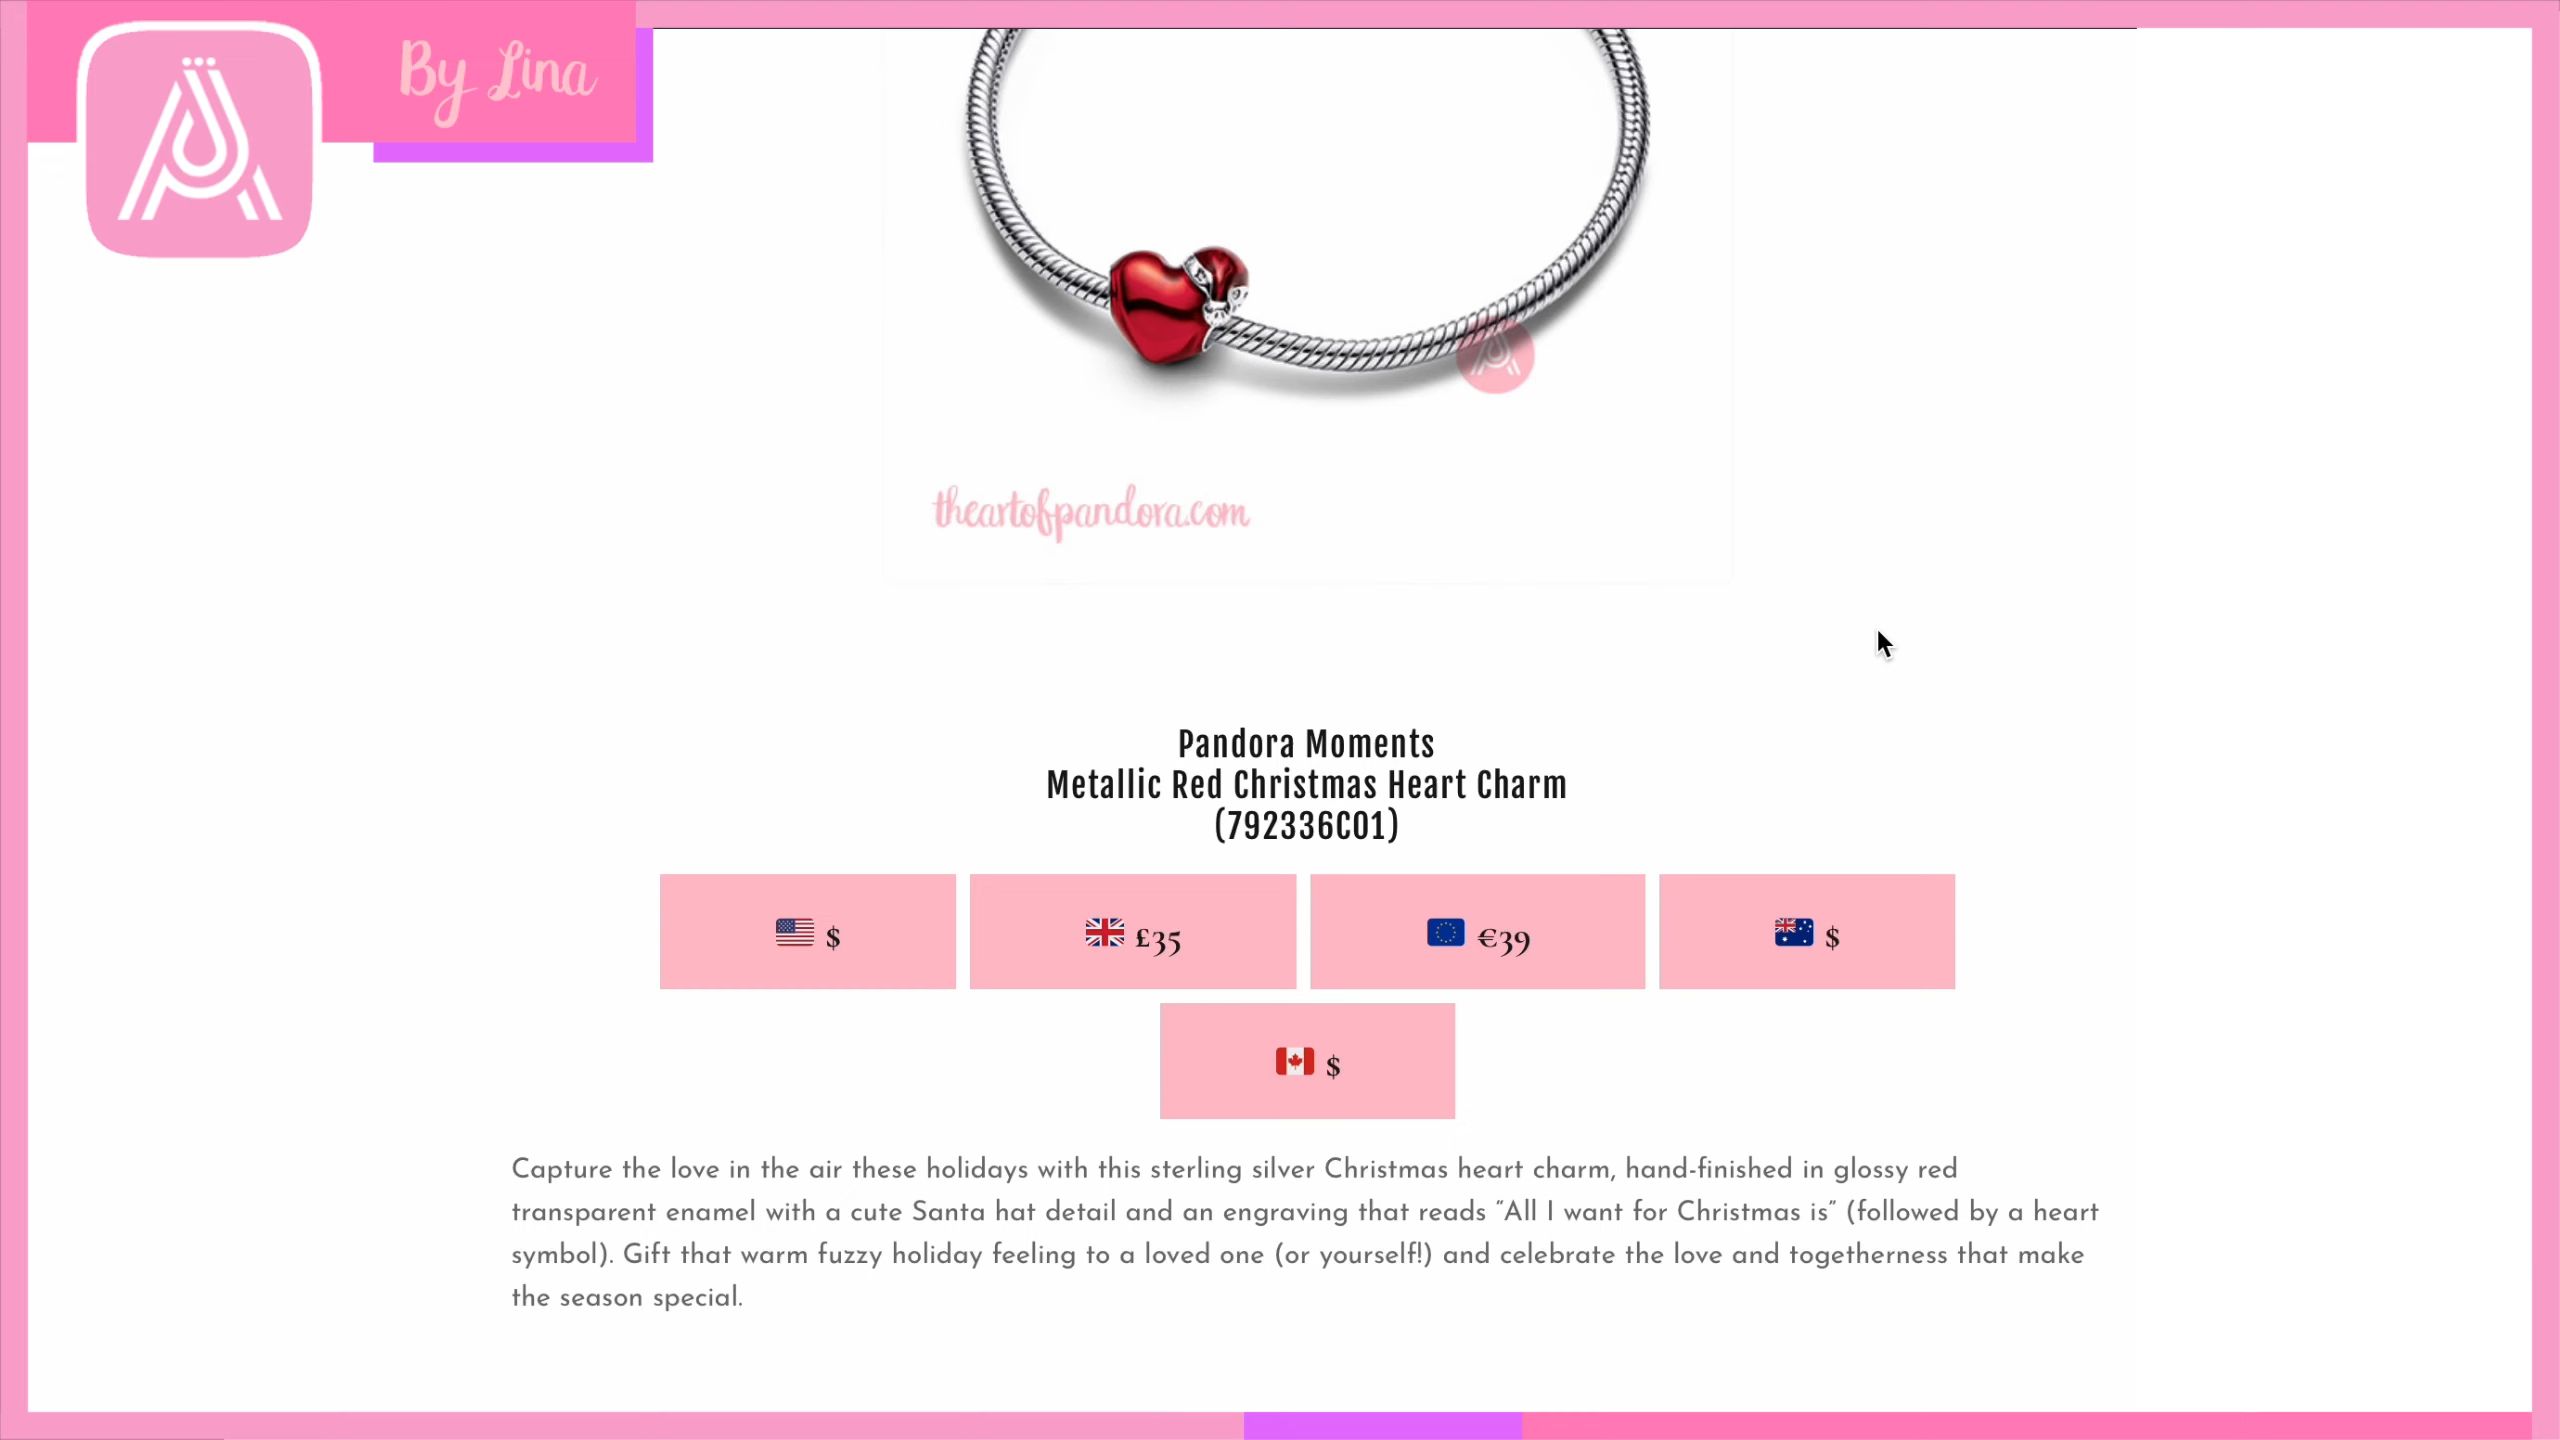 By Lina
theartofpandora.com
Pandora Moments
Metallic Red Christmas Heart Charm
(792336C01)
$
£35
€39
$
$
Capture the love in the air these holidays with this sterling silver Christmas heart charm, hand-finished in glossy red
transparent enamel with a cute Santa hat detail and an engraving that reads “All I want for Christmas is” (followed by a heart
symbol). Gift that warm fuzzy holiday feeling to a loved one (or yourself!) and celebrate the love and togetherness that make
the season special.